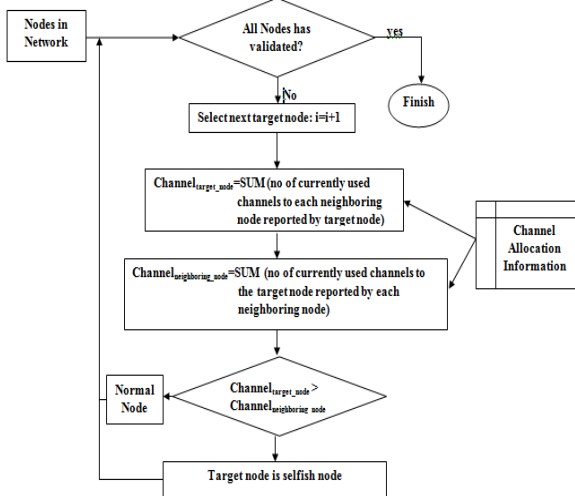 Nodes in
Network
All Nodes has
validated?
yes
No
Finish
Select next target node: i=i+1
Channeltarget_node=SUM (no of currently used
channels to each neighboring
node reported by target node)
Channel
Allocation
Information
Channelneighboring_node=SUM (no of currently used channels to
the target node reported by each
neighboring node)
Normal
Node
Channeltarget_node >
Channelneighboring_node
Target node is selfish node